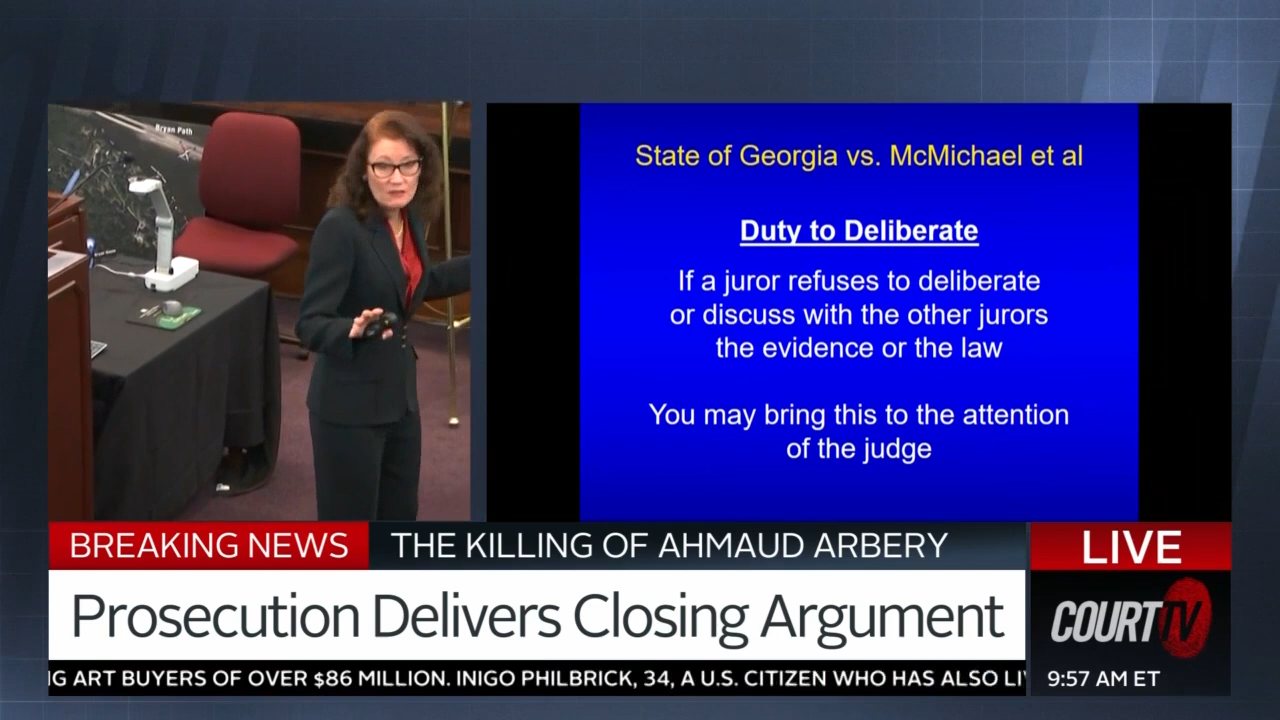 Bryan Path
State of Georgia vs. McMichael et al
Duty to Deliberate
If a juror refuses to deliberate
or discuss with the other jurors
the evidence or the law
You may bring this to the attention
of the judge
BREAKING NEWS
THE KILLING OF AHMAUD ARBERY
LIVE
Prosecution Delivers Closing Argument
COURT TV
G ART BUYERS OF OVER $86 MILLION. INIGO PHILBRICK, 34, A U.S. CITIZEN WHO HAS ALSO LI
9:57 AM ET